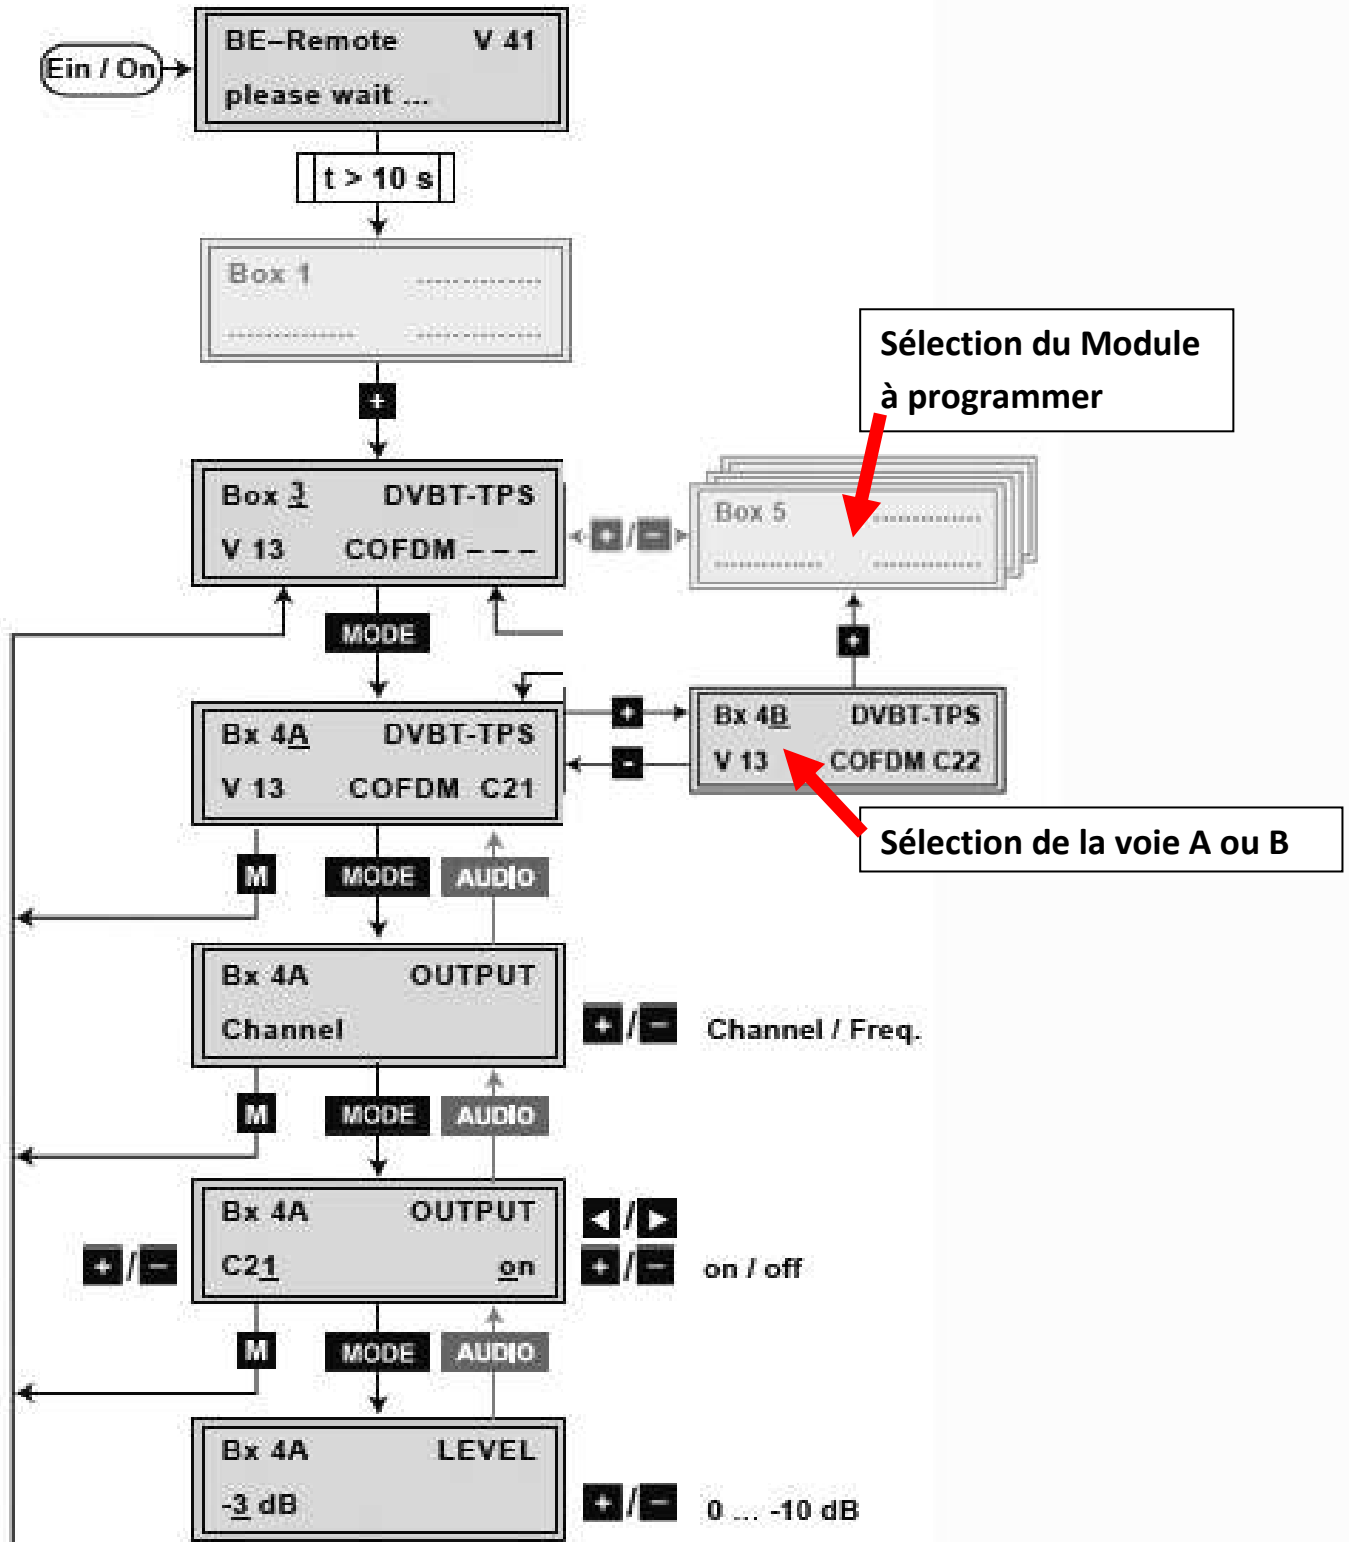 Ein / On
BE–Remote V 41
please wait ...
t > 10 s
Box 1
+
Sélection du Module
à programmer
Box 3 DVBT-TPS
V 13 COFDM – – –
+ / −
Box 5
MODE
+
Bx 4A DVBT-TPS
V 13 COFDM C21
+
-
Bx 4B DVBT-TPS
V 13 COFDM C22
Sélection de la voie A ou B
M MODE AUDIO
Bx 4A OUTPUT
Channel
+ / − Channel / Freq.
M MODE AUDIO
Bx 4A OUTPUT
C21 on
◄ / ►
+ / −
+ / − on / off
M MODE AUDIO
Bx 4A LEVEL
-3 dB
+ / − 0 ... -10 dB